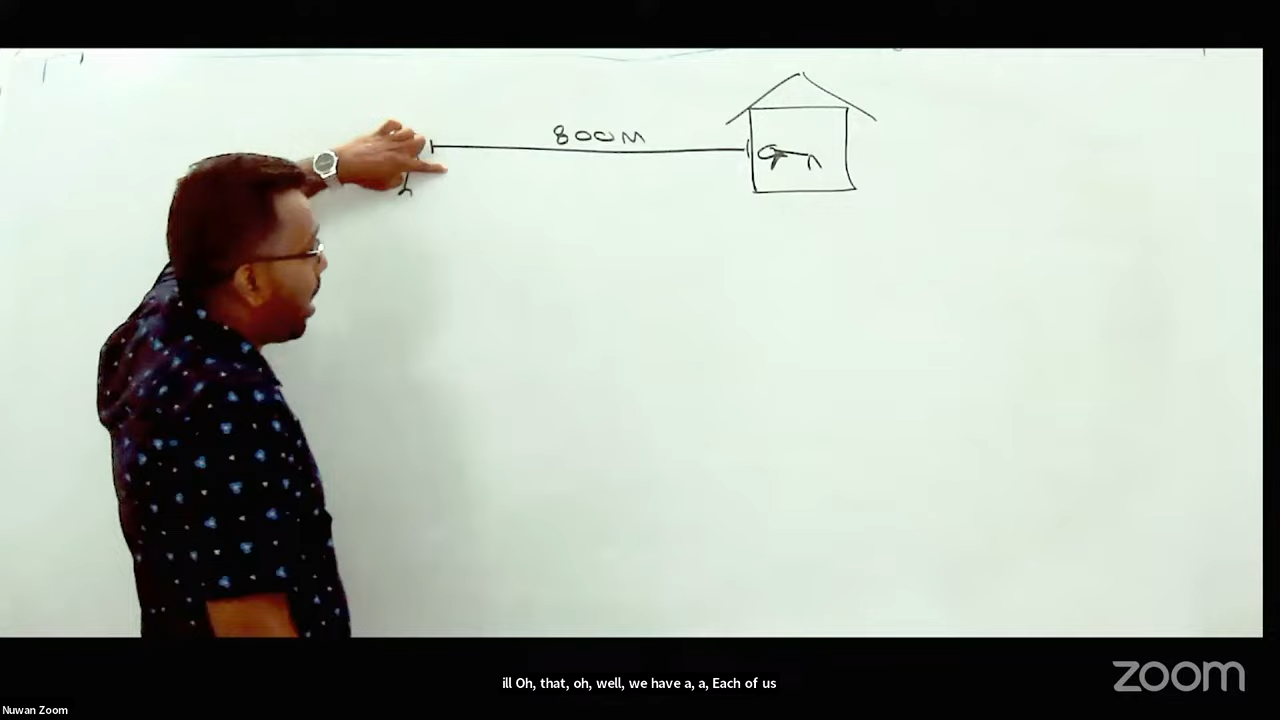 800M
ill Oh, that, oh, well, we have a, a, Each of us
zoom
Nuwan Zoom